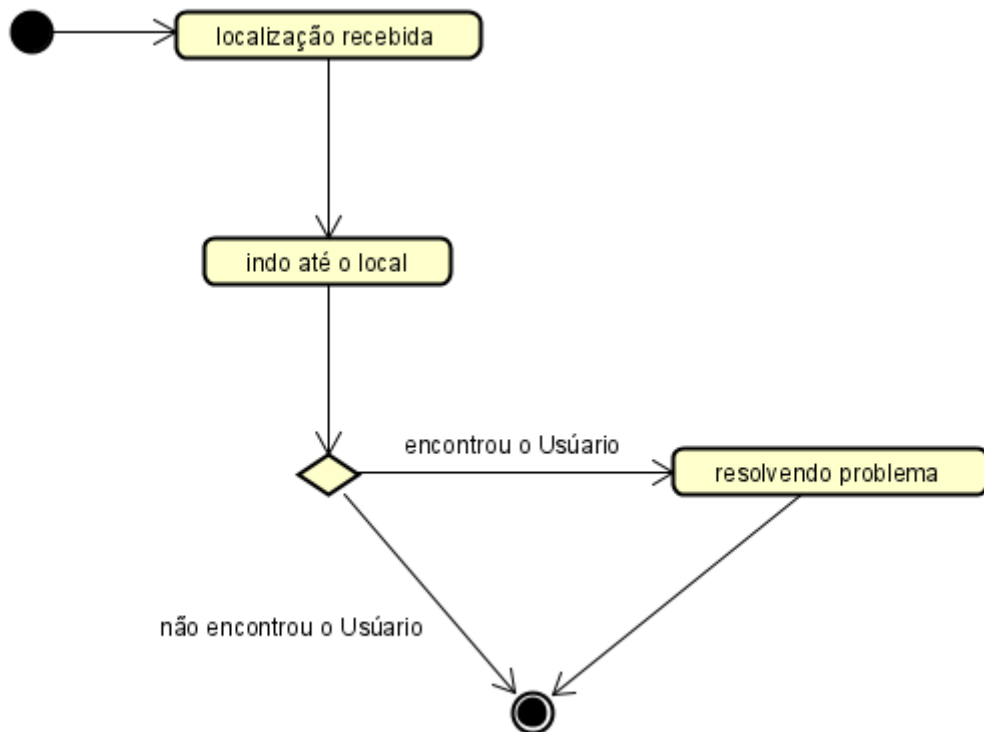 localização recebida
indo até o local
encontrou o Usúario
resolvendo problema
não encontrou o Usúario